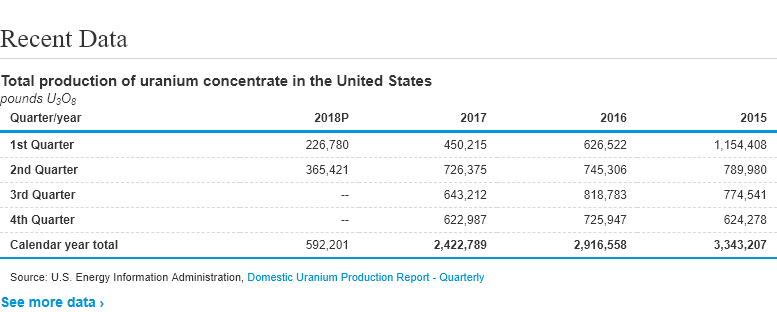 Recent Data
Total production of uranium concentrate in the United States
pounds U₃O₈
Quarter/year 2018P 2017 2016 2015
1st Quarter 226,780 450,215 626,522 1,154,408
2nd Quarter 365,421 726,375 745,306 789,980
3rd Quarter -- 643,212 818,783 774,541
4th Quarter -- 622,987 725,947 624,278
Calendar year total 592,201 2,422,789 2,916,558 3,343,207
Source: U.S. Energy Information Administration, Domestic Uranium Production Report - Quarterly
See more data ›